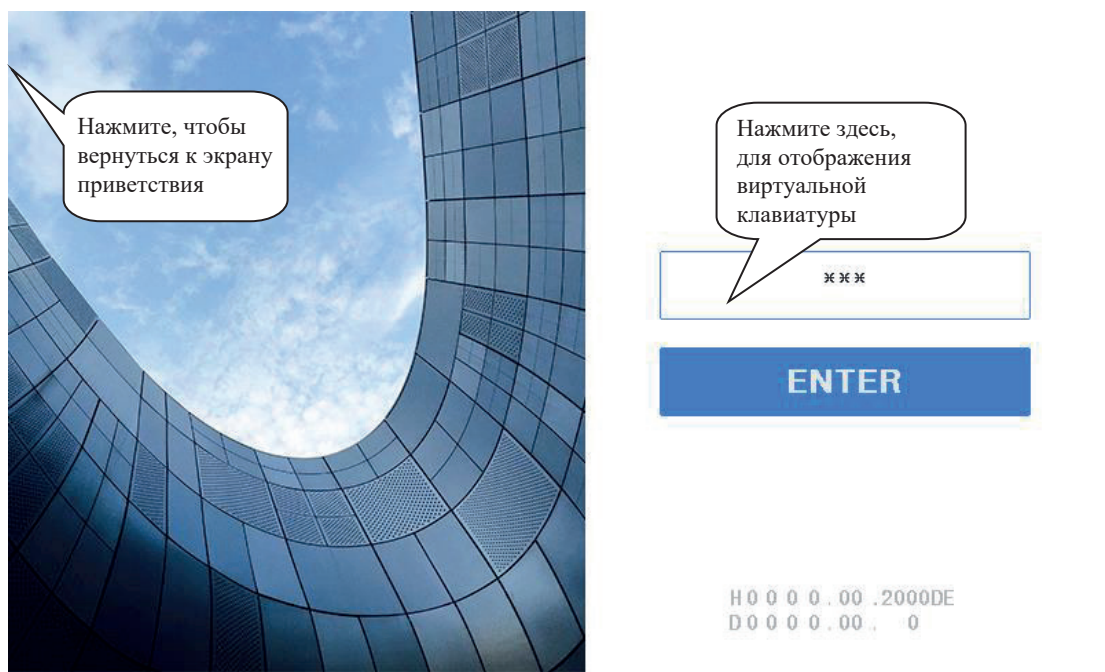 Нажмите, чтобы
вернуться к экрану
приветствия
Нажмите здесь,
для отображения
виртуальной
клавиатуры
***
ENTER
H0000.00.2000DE
D0000.00. 0